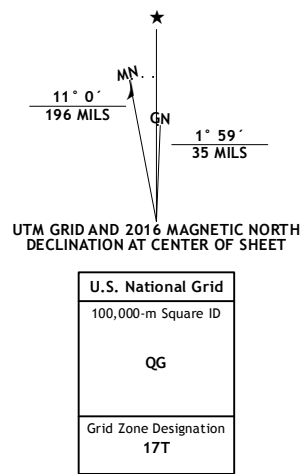 ★
MN
GN
11° 0´
196 MILS
1° 59´
35 MILS
UTM GRID AND 2016 MAGNETIC NORTH
DECLINATION AT CENTER OF SHEET
U.S. National Grid
100,000-m Square ID
QG
Grid Zone Designation
17T